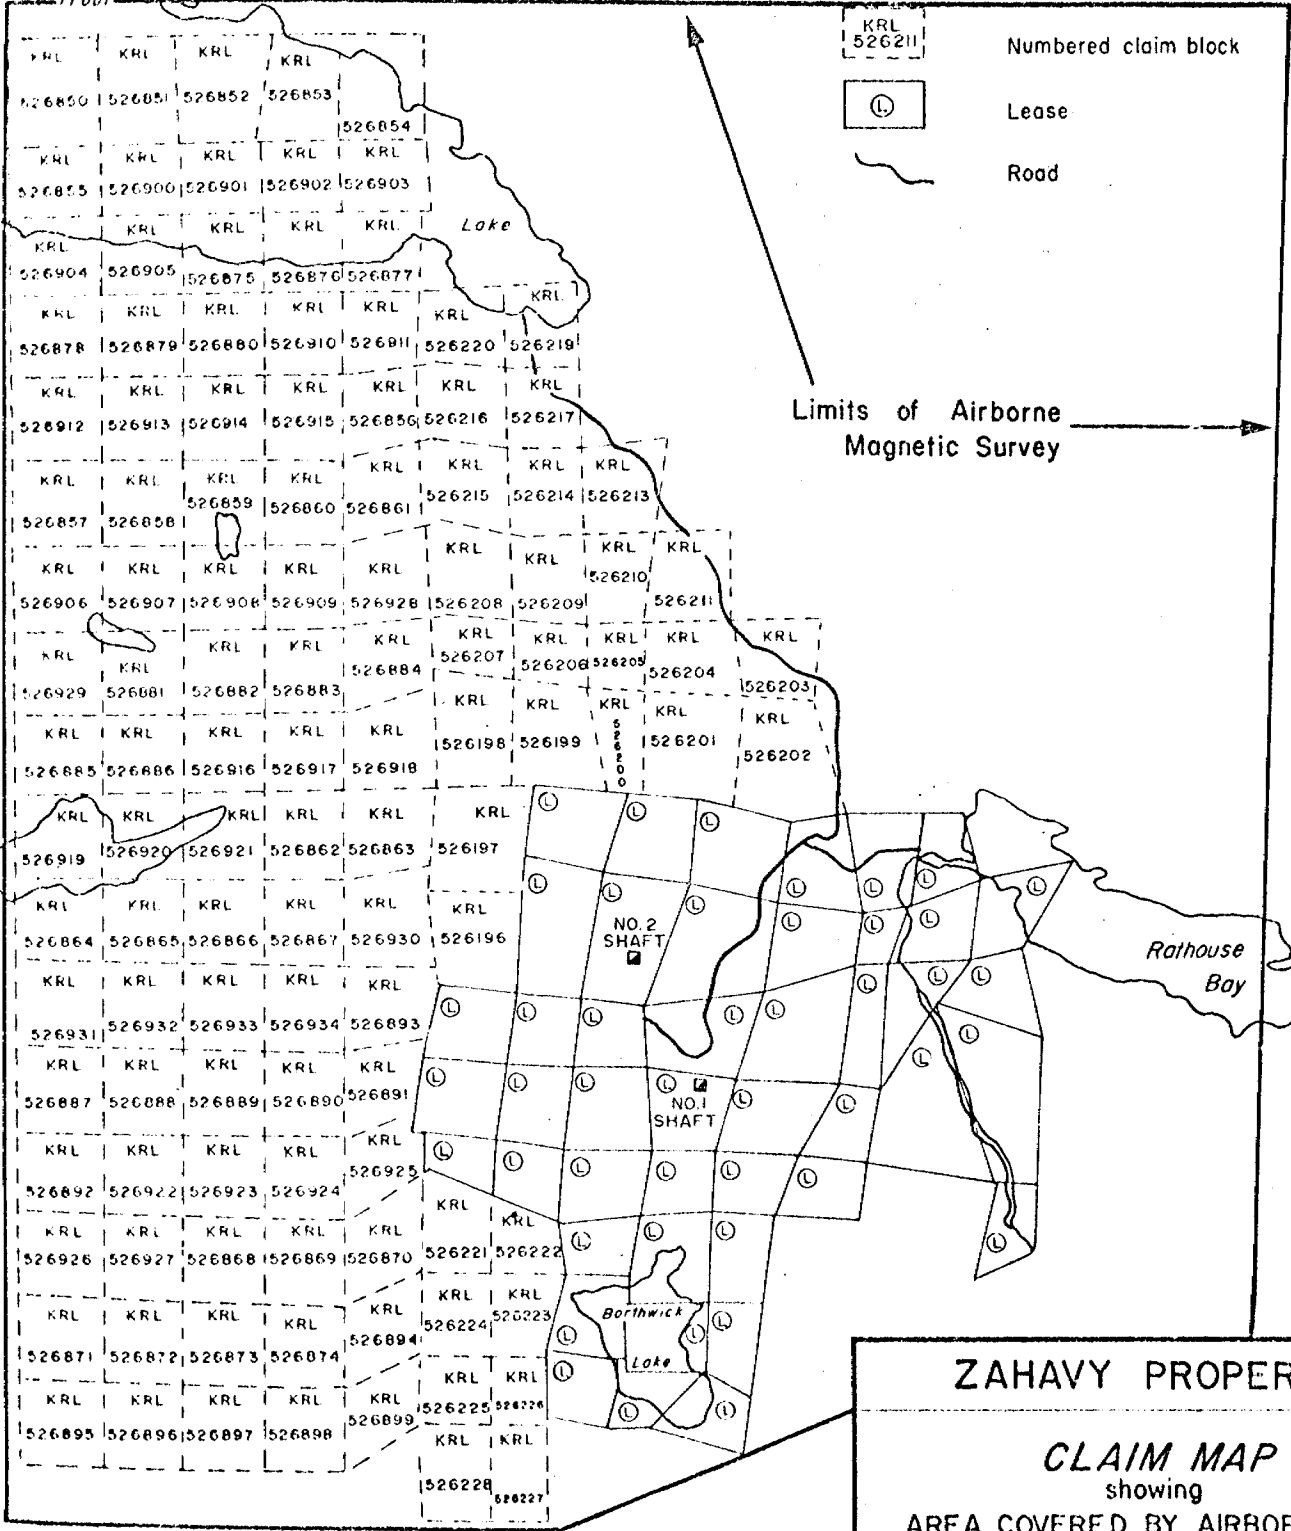 KRL
526211
Numbered claim block
L
Lease
Road
KRL KRL KRL KRL
526850 526851 526852 526853
526854
KRL KRL KRL KRL KRL
526855 526900 526901 526902 526903
Lake
KRL KRL KRL KRL KRL
526904 526905 526875 526876 526877
KRL KRL KRL KRL KRL KRL KRL
526878 526879 526880 526910 526911 526220 526219
KRL KRL KRL KRL KRL KRL KRL
526912 526913 526914 526915 526856 526216 526217
Limits of Airborne
Magnetic Survey
KRL KRL KRL KRL KRL KRL KRL KRL
526857 526858 526859 526860 526861 526215 526214 526213
KRL KRL KRL KRL KRL KRL KRL KRL KRL
526906 526907 526908 526909 526928 526208 526209 526210 526211
KRL KRL KRL KRL KRL KRL KRL KRL KRL KRL
526929 526881 526882 526883 526884 526207 526206 526205 526204 526203
KRL KRL KRL KRL KRL KRL KRL KRL KRL KRL
526885 526886 526916 526917 526918 526198 526199 526200 526201 526202
KRL KRL KRL KRL KRL KRL L L L
526919 526920 526921 526862 526863 526197
L L L L L L L
KRL KRL KRL KRL KRL KRL L L L
526864 526865 526866 526867 526930 526196
NO. 2
SHAFT
Rathouse
Bay
L L L
KRL KRL KRL KRL KRL L L L L L L
526931 526932 526933 526934 526893
KRL KRL KRL KRL KRL L L L L L L L
526887 526888 526889 526890 526891
NO.1
SHAFT
KRL KRL KRL KRL KRL L L L L L L
526892 526922 526923 526924 526925
KRL KRL KRL KRL KRL KRL KRL L L L L
526926 526927 526868 526869 526870 526221 526222
KRL KRL KRL KRL KRL KRL KRL
526871 526872 526873 526874 526894 526224 526223
Borthwick
Lake
L L L L
KRL KRL KRL KRL KRL KRL KRL
526895 526896 526897 526898 526899 526225 526226
L L
KRL KRL
526228 526227
ZAHAVY PROPER
CLAIM MAP
showing
AREA COVERED BY AIRBOR